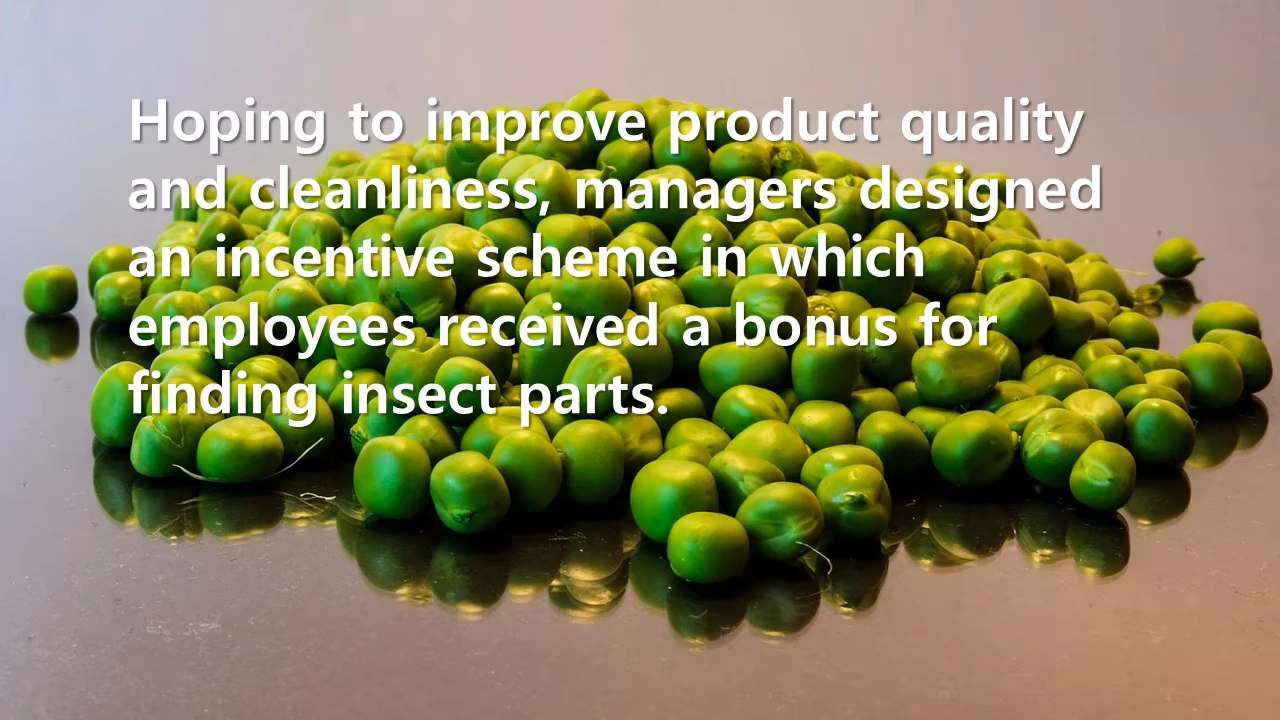 Hoping to improve product quality
and cleanliness, managers designed
an incentive scheme in which
employees received a bonus for
finding insect parts.